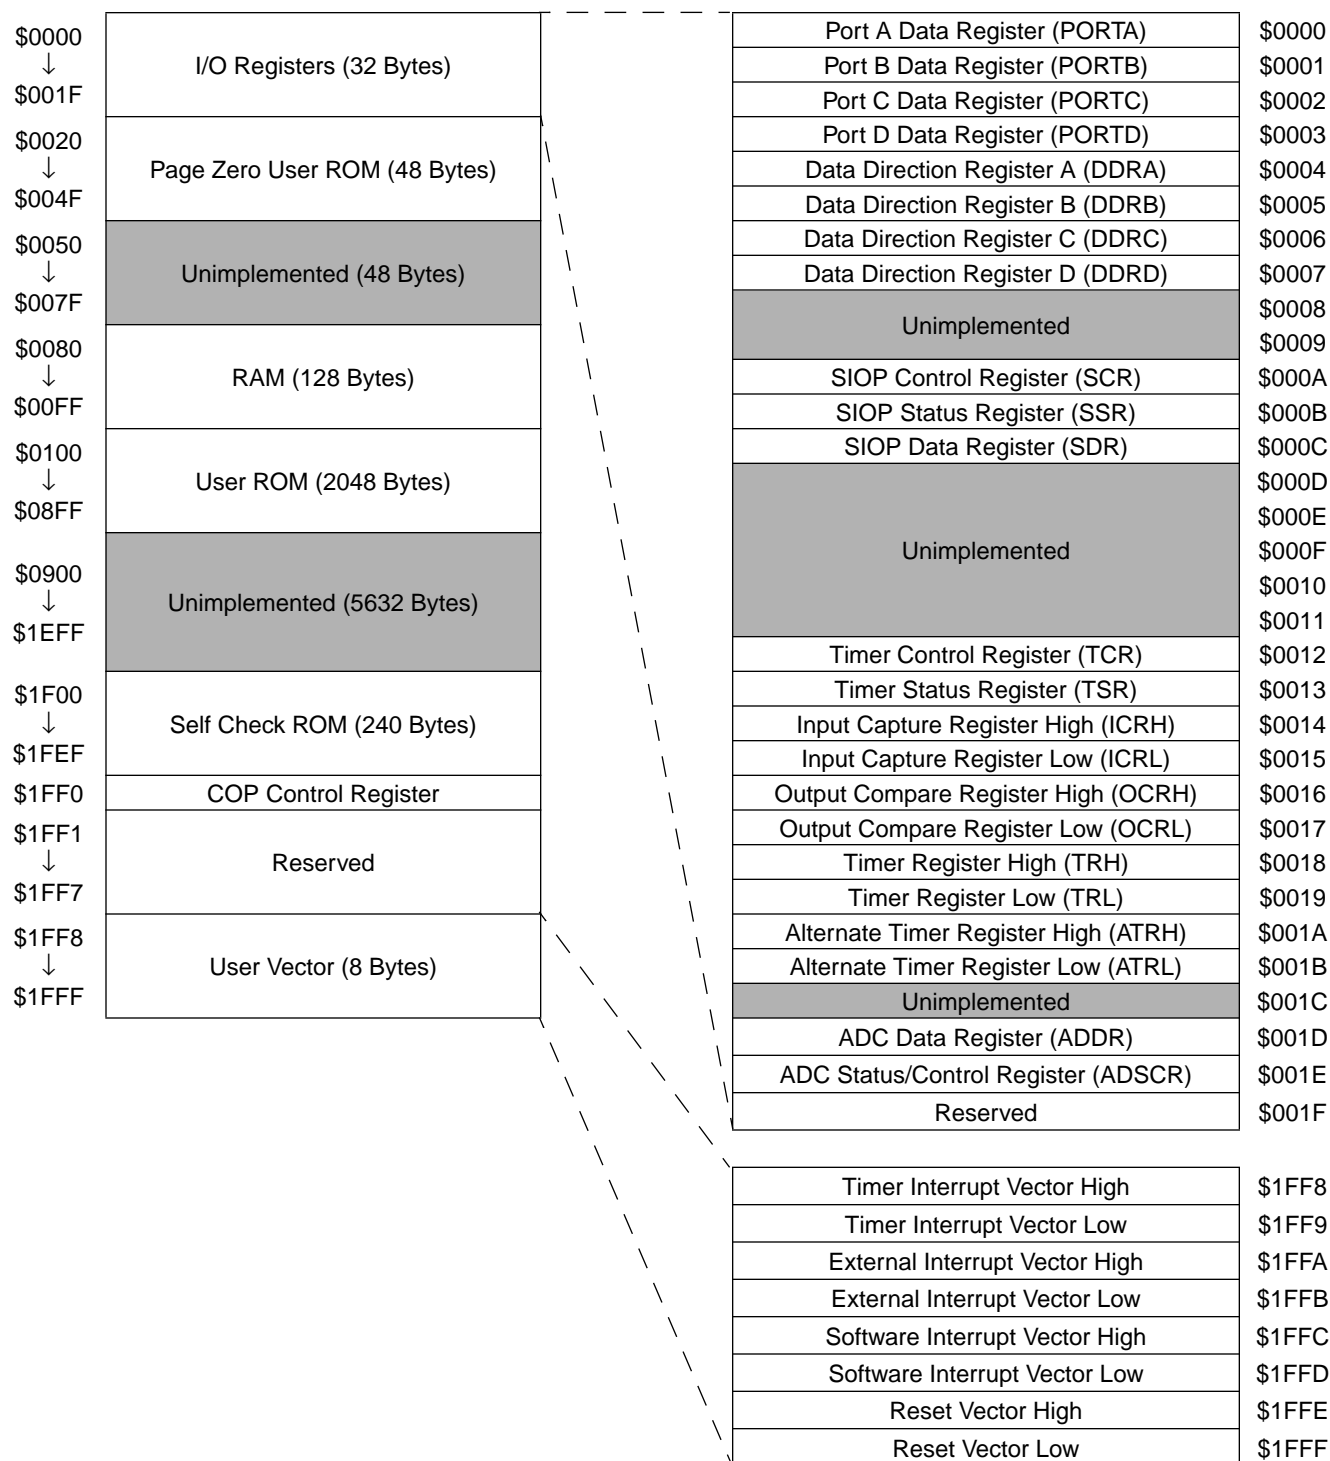 $0000
↓
$001F
I/O Registers (32 Bytes)
$0020
↓
$004F
Page Zero User ROM (48 Bytes)
$0050
↓
$007F
Unimplemented (48 Bytes)
$0080
↓
$00FF
RAM (128 Bytes)
$0100
↓
$08FF
User ROM (2048 Bytes)
$0900
↓
$1EFF
Unimplemented (5632 Bytes)
$1F00
↓
$1FEF
Self Check ROM (240 Bytes)
$1FF0 COP Control Register
$1FF1
↓
$1FF7
Reserved
$1FF8
↓
$1FFF
User Vector (8 Bytes)
Port A Data Register (PORTA) $0000
Port B Data Register (PORTB) $0001
Port C Data Register (PORTC) $0002
Port D Data Register (PORTD) $0003
Data Direction Register A (DDRA) $0004
Data Direction Register B (DDRB) $0005
Data Direction Register C (DDRC) $0006
Data Direction Register D (DDRD) $0007
Unimplemented
$0008
$0009
SIOP Control Register (SCR) $000A
SIOP Status Register (SSR) $000B
SIOP Data Register (SDR) $000C
Unimplemented
$000D
$000E
$000F
$0010
$0011
Timer Control Register (TCR) $0012
Timer Status Register (TSR) $0013
Input Capture Register High (ICRH) $0014
Input Capture Register Low (ICRL) $0015
Output Compare Register High (OCRH) $0016
Output Compare Register Low (OCRL) $0017
Timer Register High (TRH) $0018
Timer Register Low (TRL) $0019
Alternate Timer Register High (ATRH) $001A
Alternate Timer Register Low (ATRL) $001B
Unimplemented $001C
ADC Data Register (ADDR) $001D
ADC Status/Control Register (ADSCR) $001E
Reserved $001F
Timer Interrupt Vector High $1FF8
Timer Interrupt Vector Low $1FF9
External Interrupt Vector High $1FFA
External Interrupt Vector Low $1FFB
Software Interrupt Vector High $1FFC
Software Interrupt Vector Low $1FFD
Reset Vector High $1FFE
Reset Vector Low $1FFF